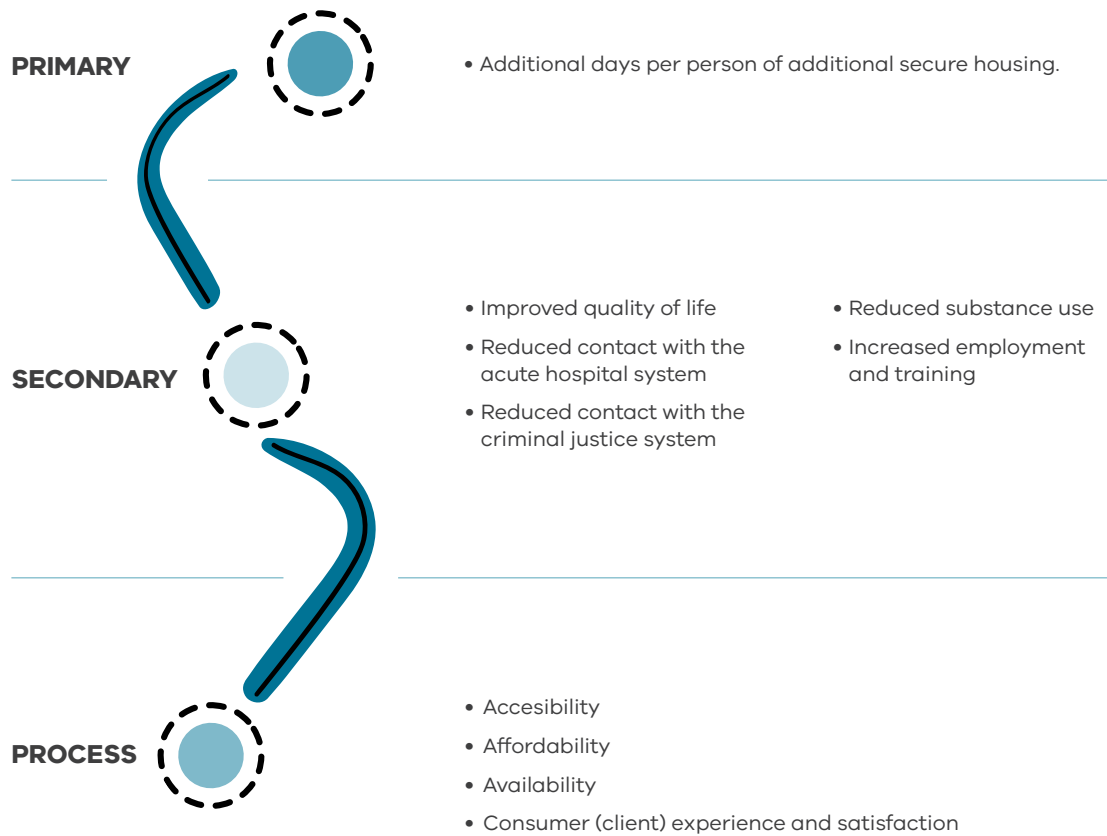 PRIMARY
• Additional days per person of additional secure housing.
SECONDARY
• Improved quality of life
• Reduced contact with the
acute hospital system
• Reduced contact with the
criminal justice system
• Reduced substance use
• Increased employment
and training
PROCESS
• Accesibility
• Affordability
• Availability
• Consumer (client) experience and satisfaction